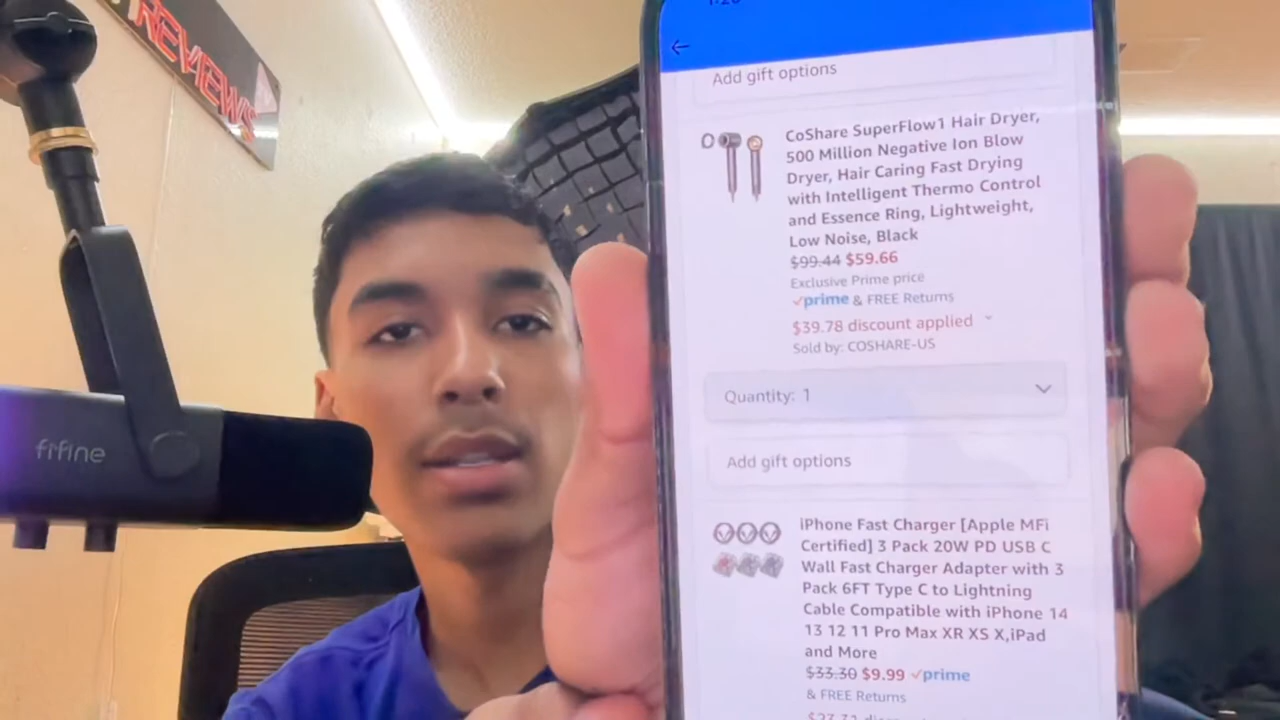 REVIEWS
fifine
Add gift options
CoShare SuperFlow1 Hair Dryer,
500 Million Negative Ion Blow
Dryer, Hair Caring Fast Drying
with Intelligent Thermo Control
and Essence Ring, Lightweight,
Low Noise, Black
$99.44 $59.66
Exclusive Prime price
prime & FREE Returns
$39.78 discount applied
Sold by: COSHARE-US
Quantity: 1
Add gift options
iPhone Fast Charger [Apple MFi
Certified] 3 Pack 20W PD USB C
Wall Fast Charger Adapter with 3
Pack 6FT Type C to Lightning
Cable Compatible with iPhone 14
13 12 11 Pro Max XR XS X,iPad
and More
$33.30 $9.99 prime
& FREE Returns